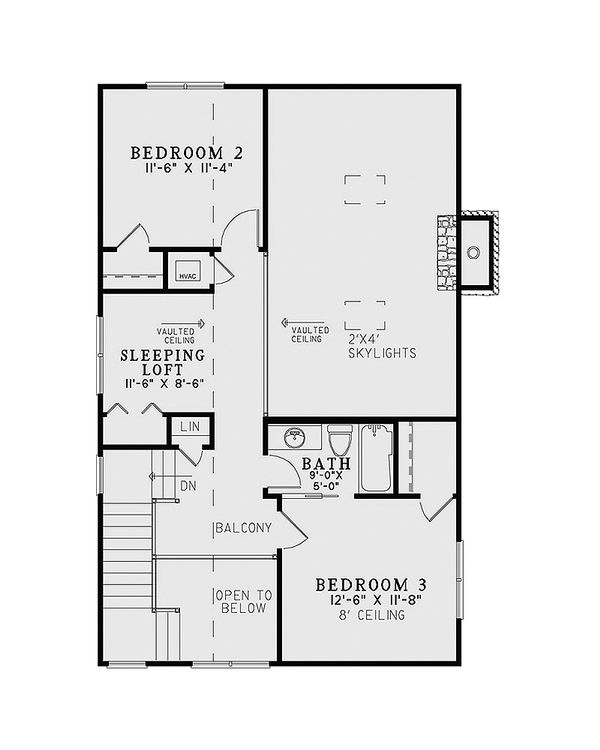 BEDROOM 2
11'-6" X 11'-4"
HVAC
VAULTED
CEILING
VAULTED
CEILING
2'X4'
SKYLIGHTS
SLEEPING
LOFT
11'-6" X 8'-6"
LIN
BATH
9'-0"X
5'-0"
DN
BALCONY
BEDROOM 3
12'-6" X 11'-8"
8' CEILING
OPEN TO
BELOW